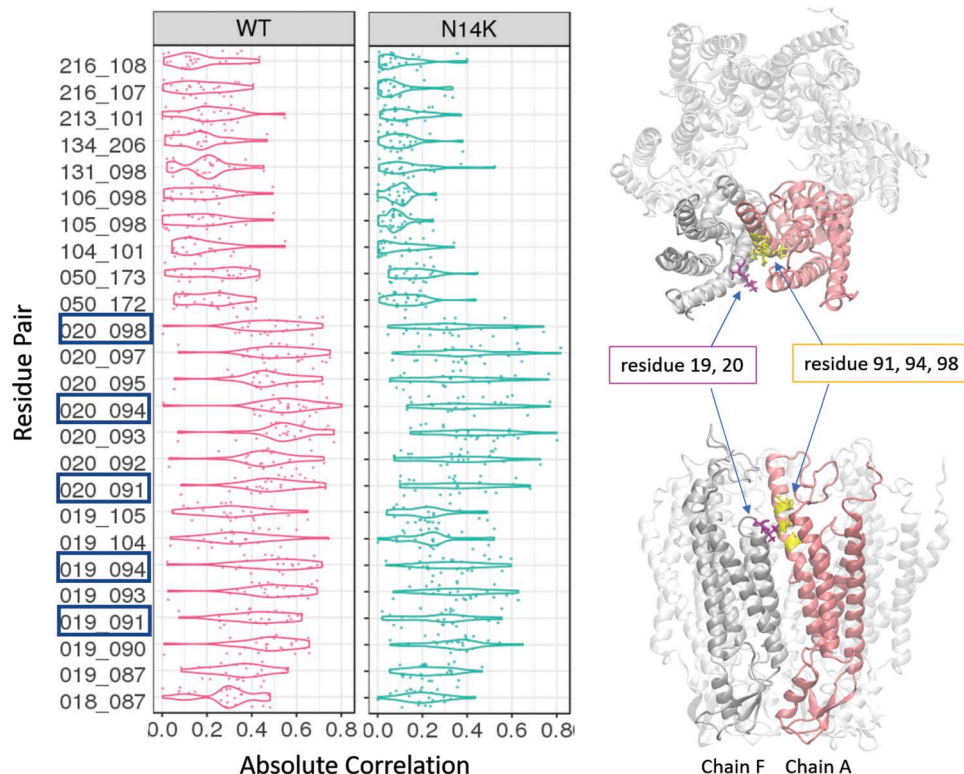 WT
N14K
Residue Pair
216_108
216_107
213_101
134_206
131_098
106_098
105_098
104_101
050_173
050_172
020_098
020_097
020_095
020_094
020_093
020_092
020_091
019_105
019_104
019_094
019_093
019_091
019_090
019_087
018_087
0.0 0.2 0.4 0.6 0.8
0.0 0.2 0.4 0.6 0.8
Absolute Correlation
residue 19, 20
residue 91, 94, 98
Chain F
Chain A